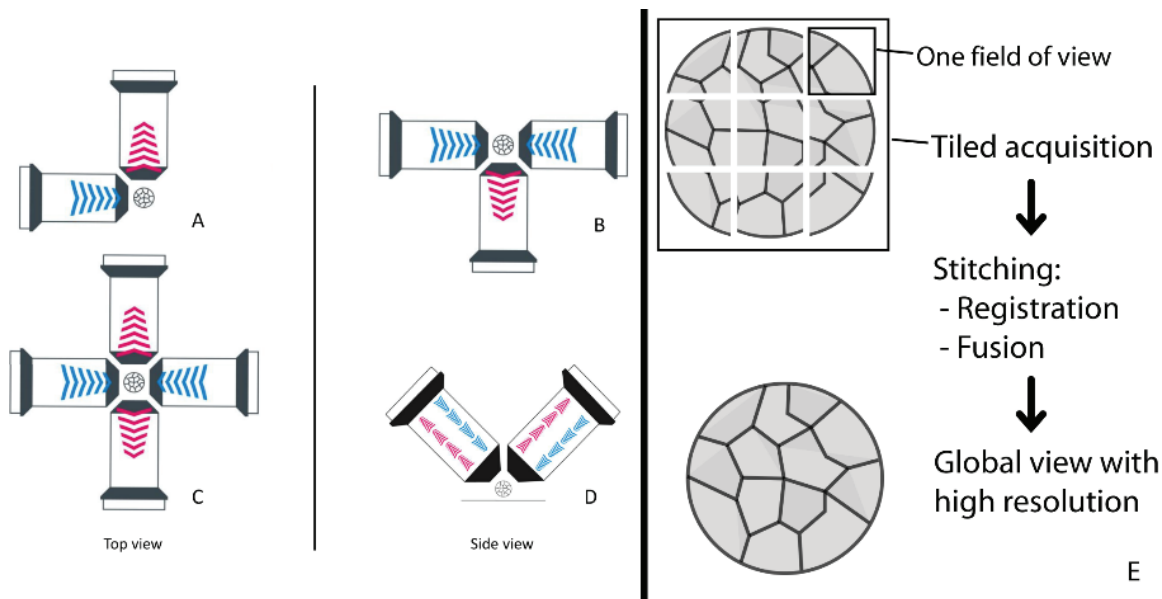 A
B
C
D
Top view
Side view
One field of view
Tiled acquisition
Stitching:
- Registration
- Fusion
Global view with
high resolution
E